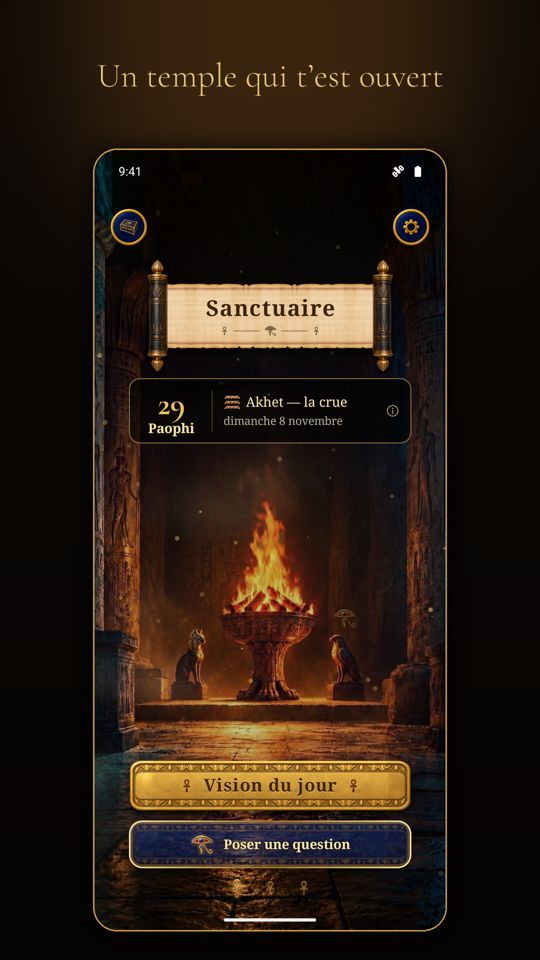 Un temple qui t’est ouvert
9:41
Sanctuaire
29
Paophi
Akhet — la crue
dimanche 8 novembre
Vision du jour
Poser une question